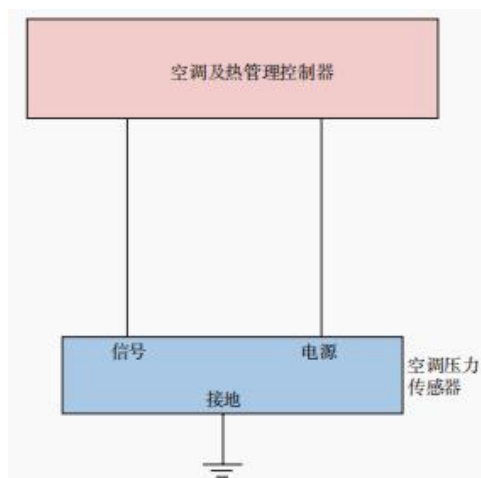 空调及热管理控制器
信号
电源
空调压力
传感器
接地